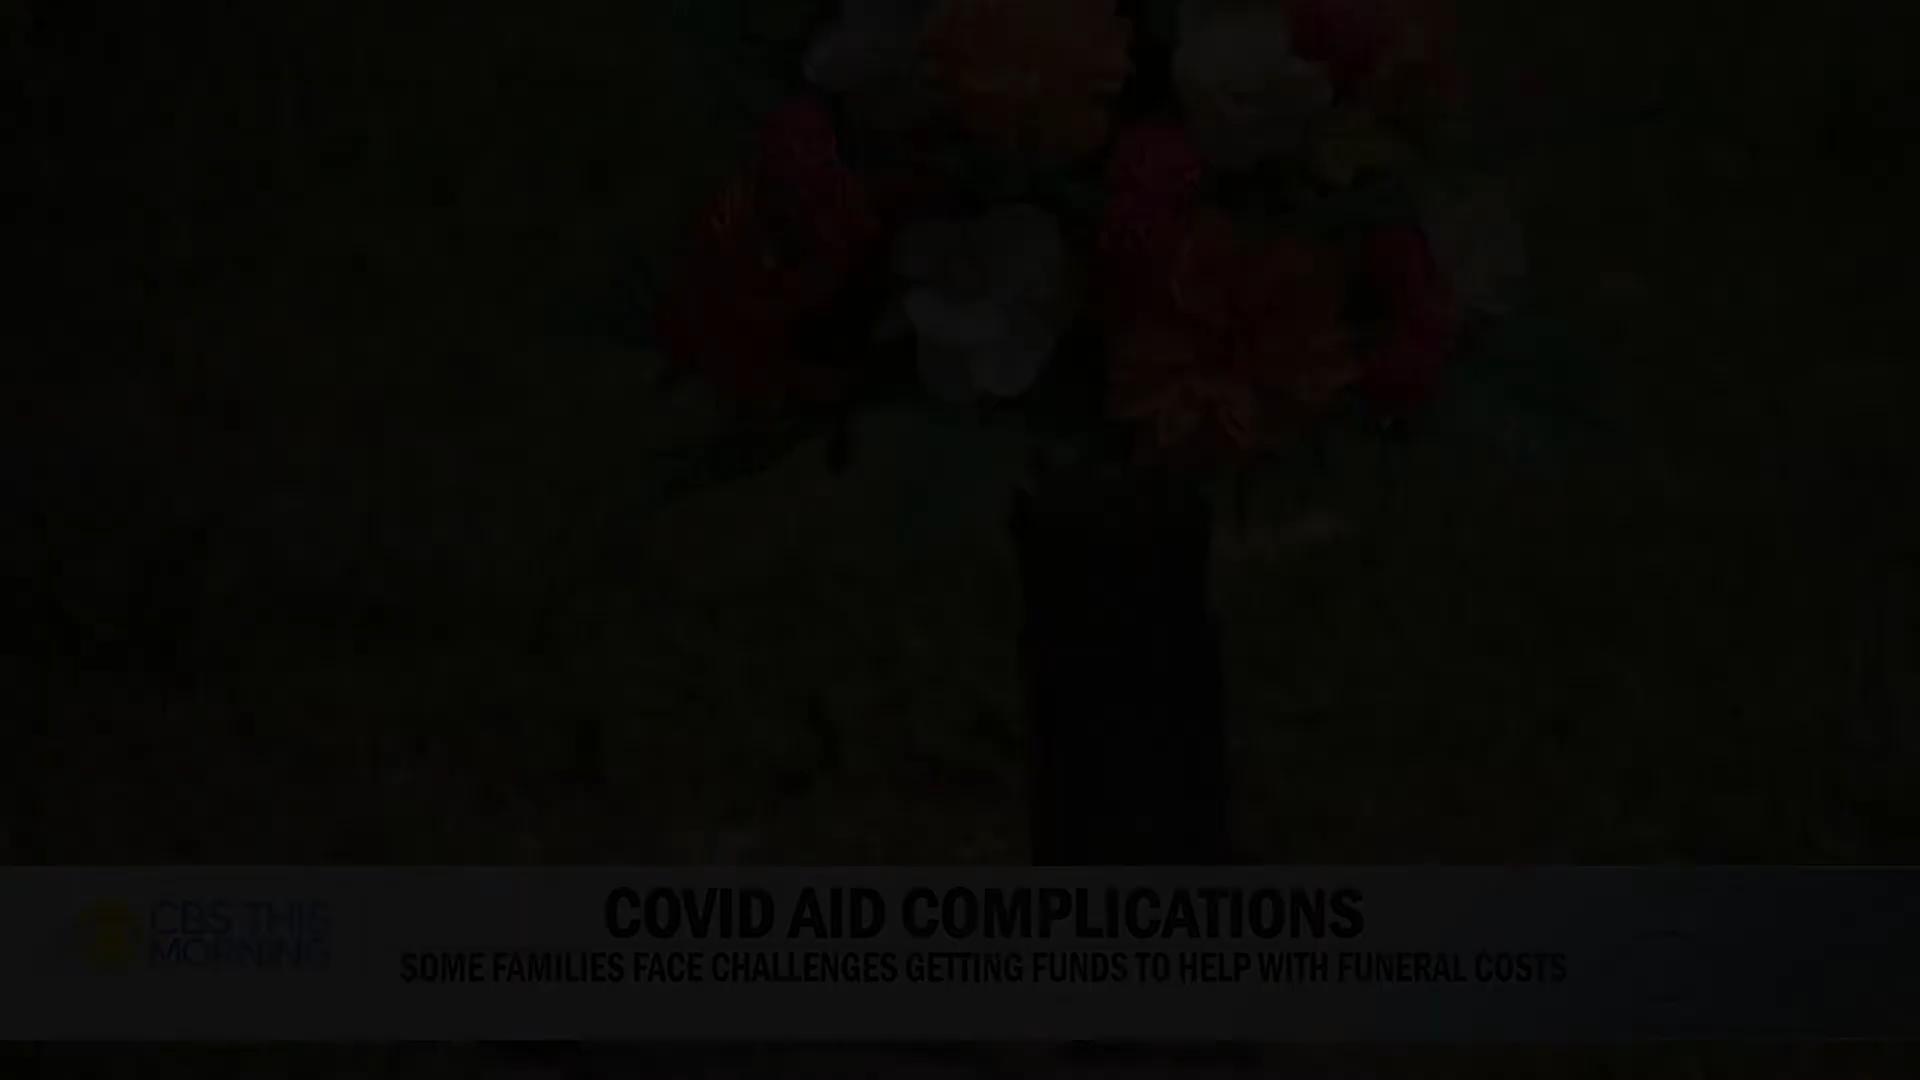 COVID AID COMPLICATIONS
CBS THIS
MORNING
SOME FAMILIES FACE CHALLENGES GETTING FUNDS TO HELP WITH FUNERAL COSTS